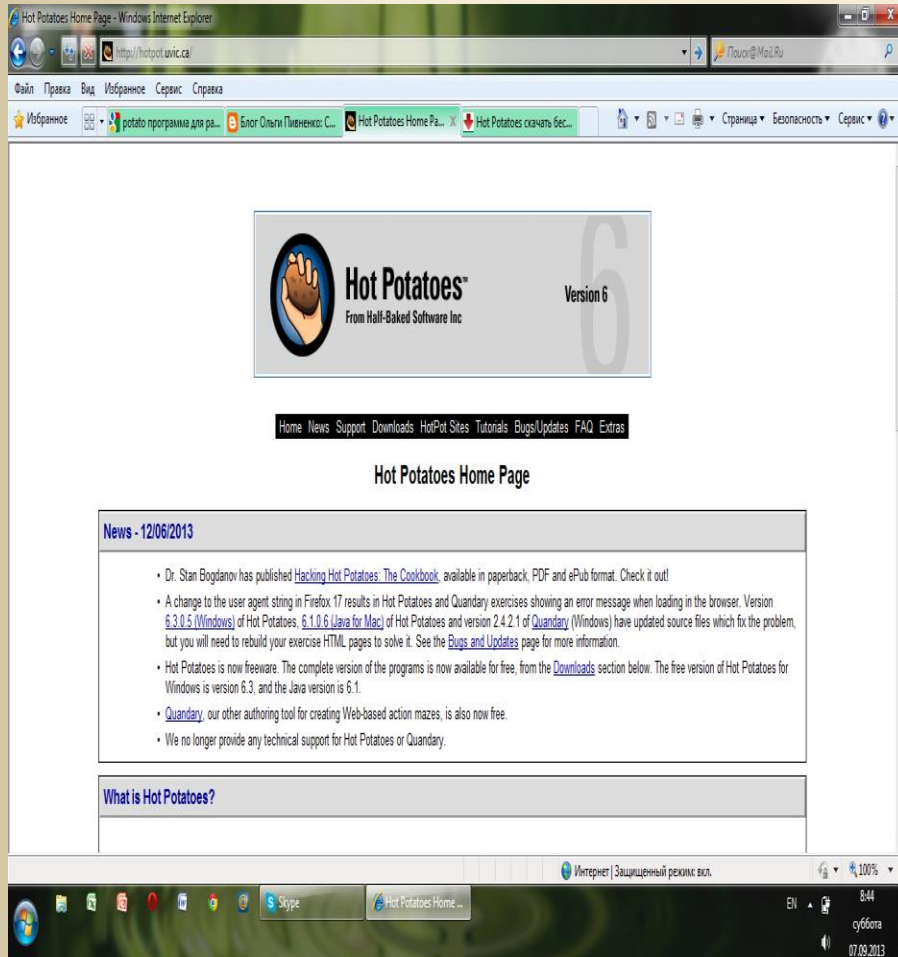 Hot Potatoes Home Page - Windows Internet Explorer
http://hotpot.uvic.ca/
Поиск@Mail.Ru
Файл Правка Вид Избранное Сервис Справка
Избранное
potato программа для ра...
Блог Ольги Пивненко: С...
Hot Potatoes Home Pa...
Hot Potatoes скачать бес...
Страница
Безопасность
Сервис
6
Hot Potatoes™
From Half-Baked Software Inc
Version 6
Home News Support Downloads HotPot Sites Tutorials Bugs/Updates FAQ Extras
Hot Potatoes Home Page
News - 12/06/2013
• Dr. Stan Bogdanov has published Hacking Hot Potatoes: The Cookbook, available in paperback, PDF and ePub format. Check it out!
• A change to the user agent string in Firefox 17 results in Hot Potatoes and Quandary exercises showing an error message when loading in the browser. Version
6.3.0.5 (Windows) of Hot Potatoes, 6.1.0.6 (Java for Mac) of Hot Potatoes and version 2.4.2.1 of Quandary (Windows) have updated source files which fix the problem,
but you will need to rebuild your exercise HTML pages to solve it. See the Bugs and Updates page for more information.
• Hot Potatoes is now freeware. The complete version of the programs is now available for free, from the Downloads section below. The free version of Hot Potatoes for
Windows is version 6.3, and the Java version is 6.1.
• Quandary, our other authoring tool for creating Web-based action mazes, is also now free.
• We no longer provide any technical support for Hot Potatoes or Quandary.
What is Hot Potatoes?
Интернет | Защищенный режим: вкл.
100%
Skype
Hot Potatoes Home ...
EN
8:44
суббота
07.09.2013